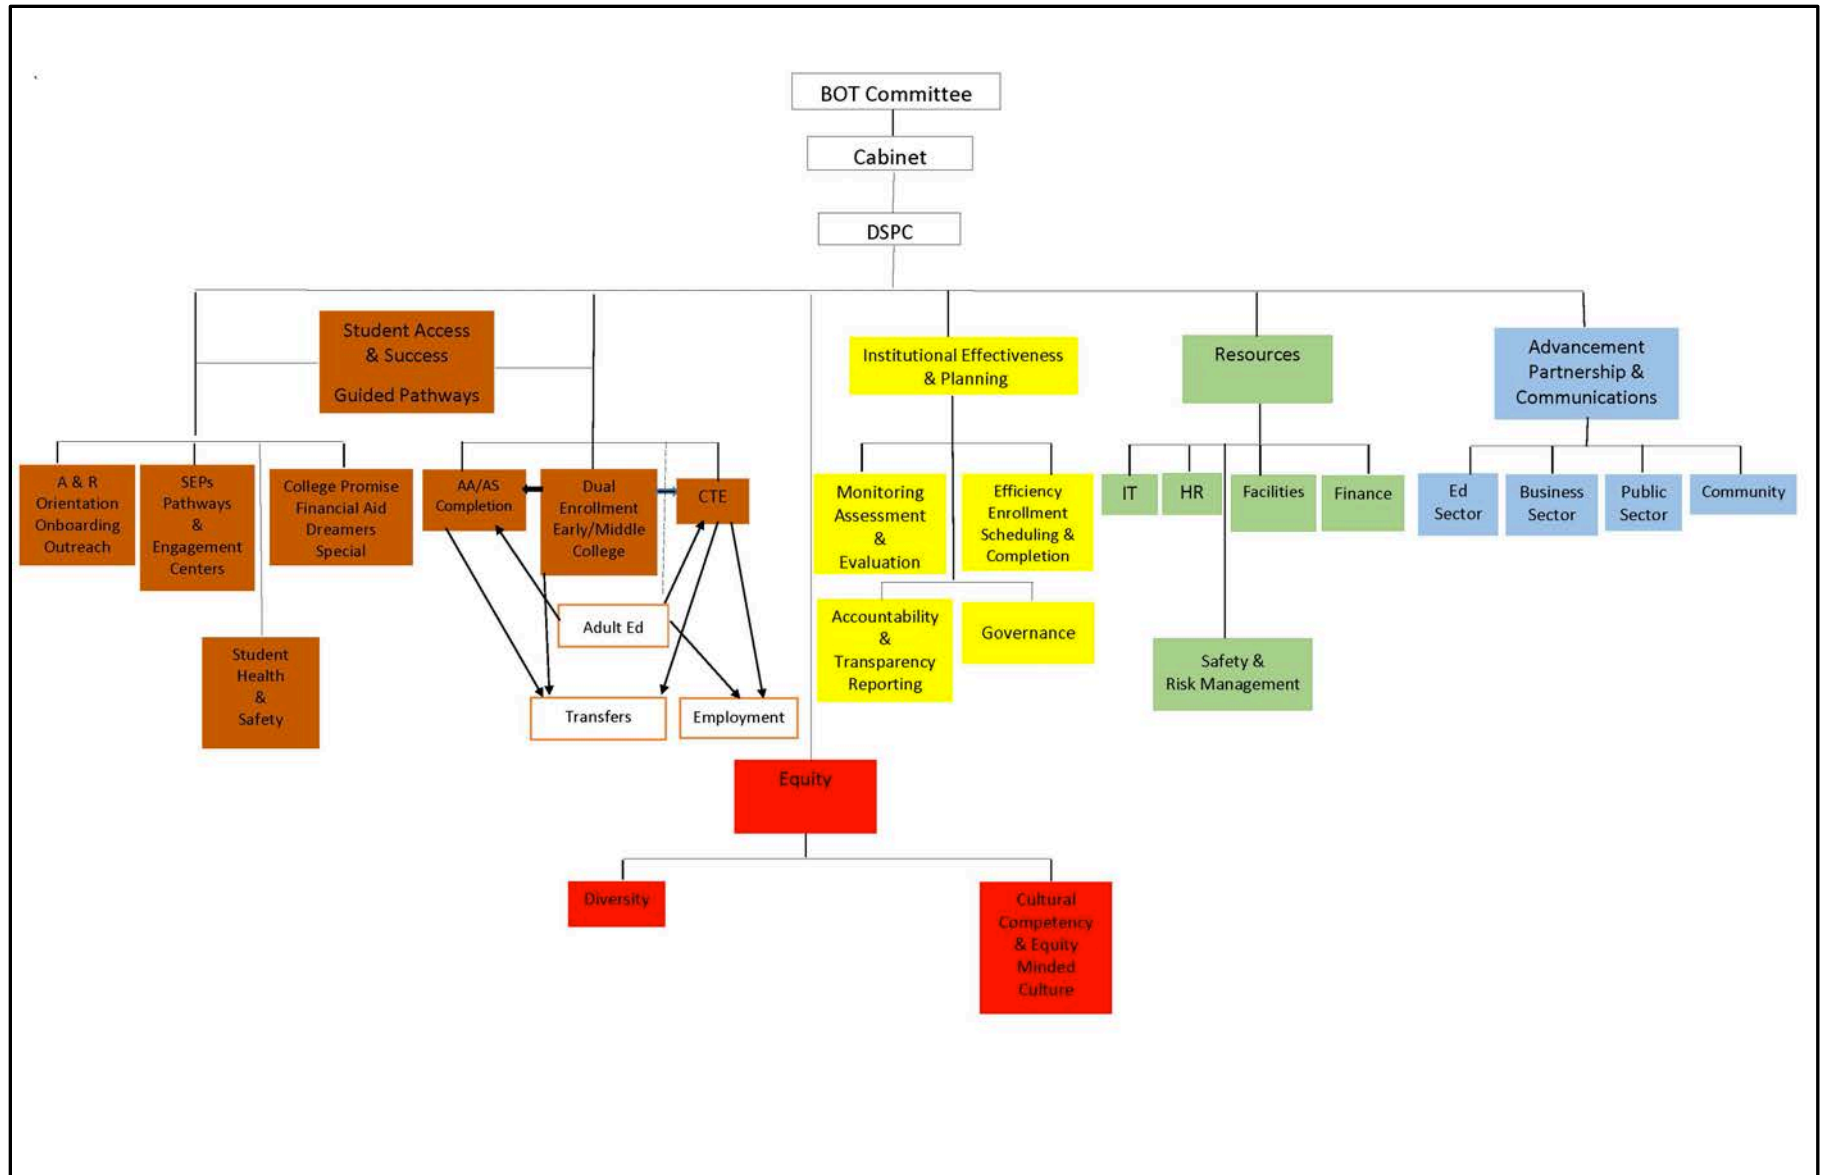 BOT Committee
Cabinet
DSPC
Student Access
& Success
Guided Pathways
Institutional Effectiveness
& Planning
Resources
Advancement
Partnership &
Communications
A & R
Orientation
Onboarding
Outreach
SEPs
Pathways
&
Engagement
Centers
College Promise
Financial Aid
Dreamers
Special
Student
Health
&
Safety
AA/AS
Completion
Dual
Enrollment
Early/Middle
College
CTE
Adult Ed
Transfers
Employment
Monitoring
Assessment
&
Evaluation
Efficiency
Enrollment
Scheduling &
Completion
Accountability
&
Transparency
Reporting
Governance
IT
HR
Facilities
Finance
Safety &
Risk Management
Ed
Sector
Business
Sector
Public
Sector
Community
Equity
Diversity
Cultural
Competency
& Equity
Minded
Culture